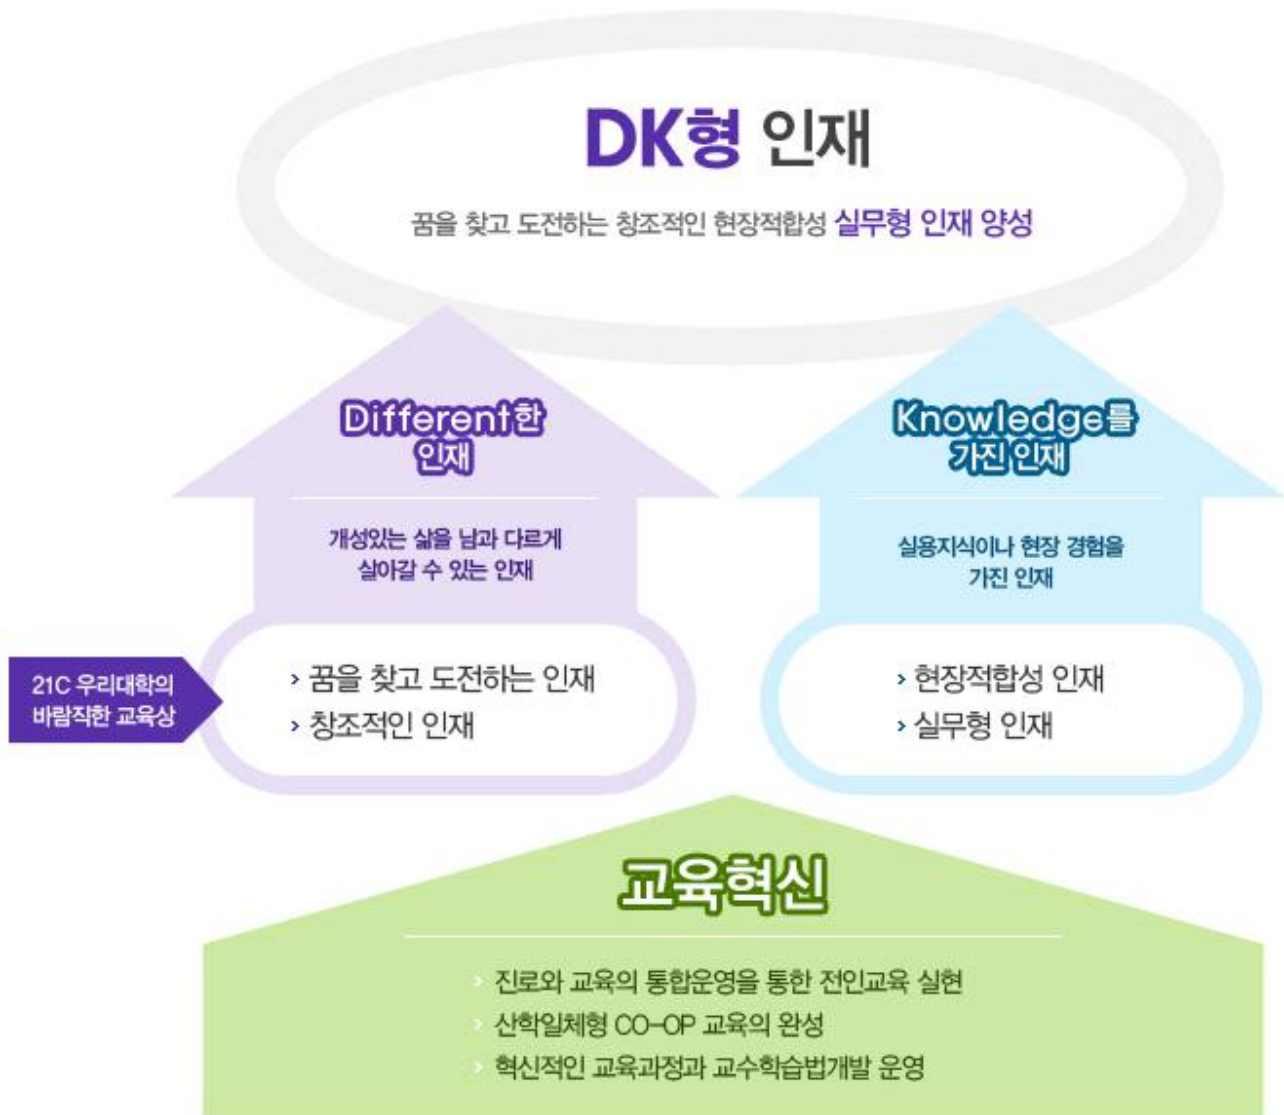 DK형 인재
꿈을 찾고 도전하는 창조적인 현장적합성 실무형 인재 양성
Different한
인재
개성있는 삶을 남과 다르게
살아갈 수 있는 인재
Knowledge를
가진 인재
실용지식이나 현장 경험을
가진 인재
21C 우리대학의
바람직한 교육상
› 꿈을 찾고 도전하는 인재
› 창조적인 인재
› 현장적합성 인재
› 실무형 인재
교육혁신
› 진로와 교육의 통합운영을 통한 전인교육 실현
› 산학일체형 CO-OP 교육의 완성
› 혁신적인 교육과정과 교수학습법개발 운영